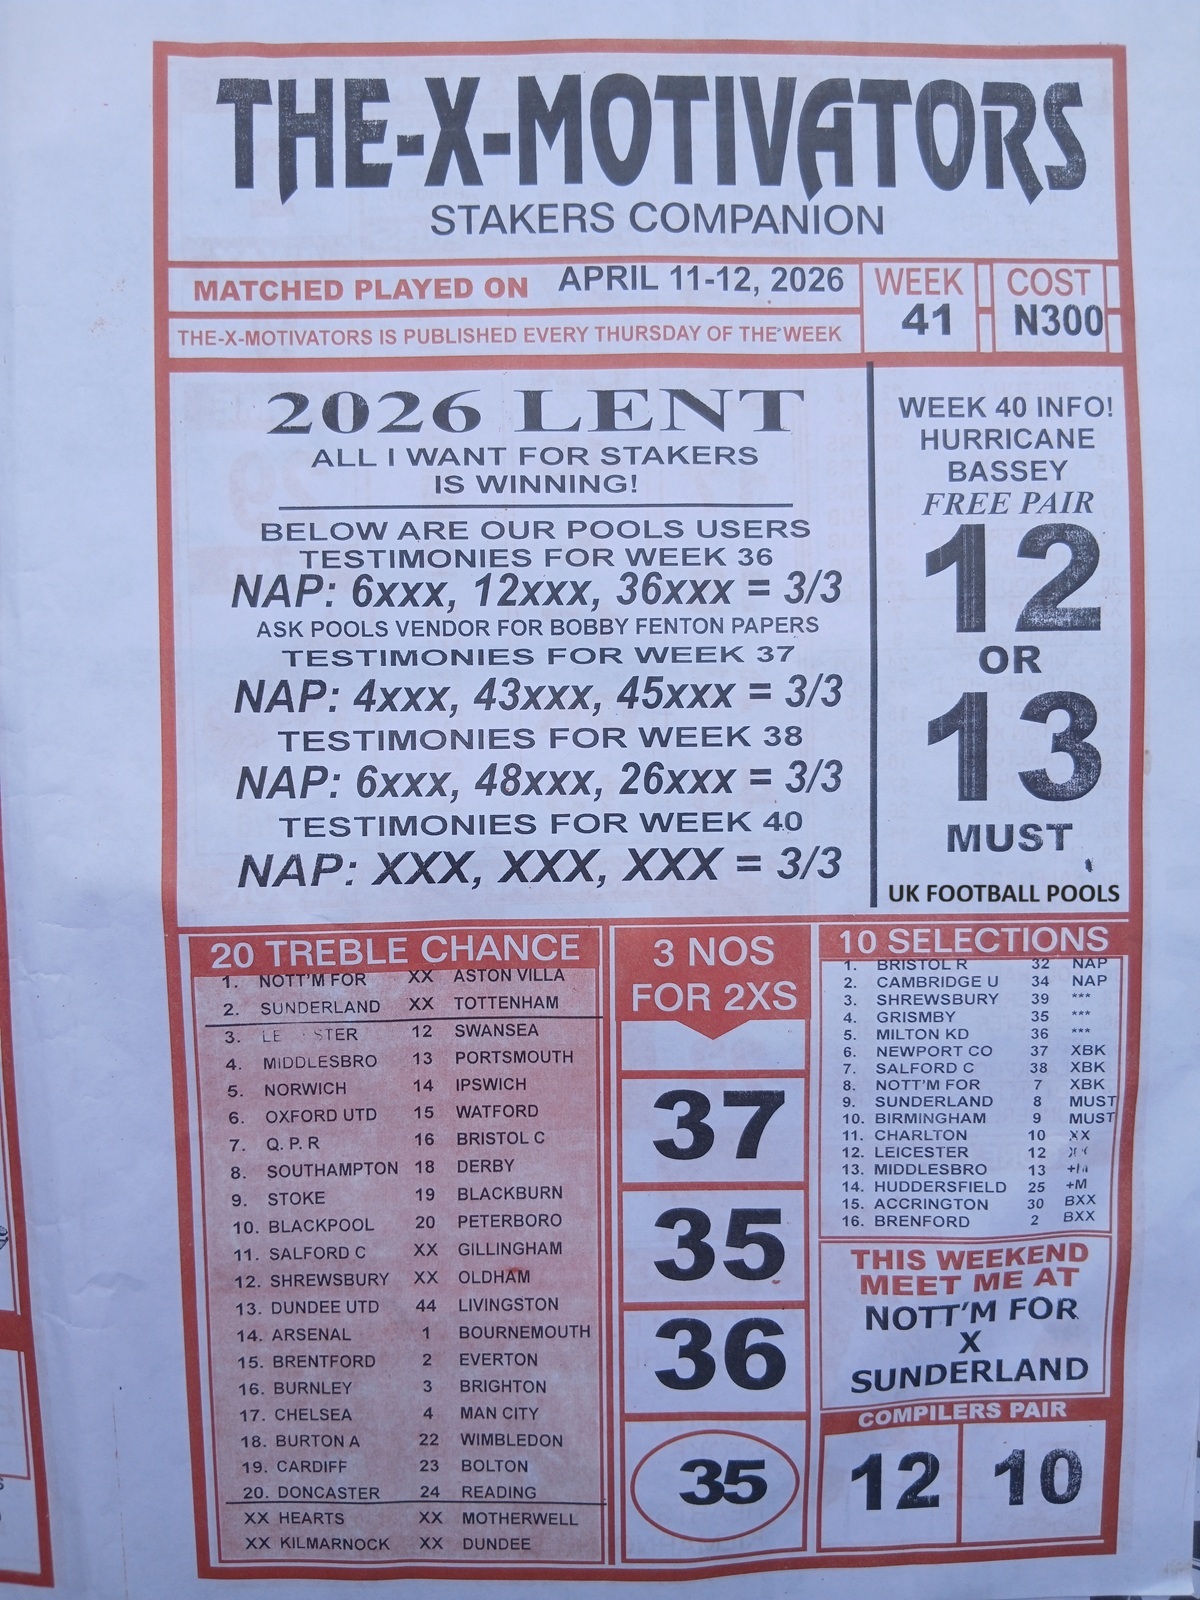 THE-X-MOTIVATORS
STAKERS COMPANION
MATCHED PLAYED ON APRIL 11-12, 2026
THE-X-MOTIVATORS IS PUBLISHED EVERY THURSDAY OF THE WEEK
WEEK
41
COST
N300
2026 LENT
ALL I WANT FOR STAKERS
IS WINNING!
BELOW ARE OUR POOLS USERS
TESTIMONIES FOR WEEK 36
NAP: 6xxx, 12xxx, 36xxx = 3/3
ASK POOLS VENDOR FOR BOBBY FENTON PAPERS
TESTIMONIES FOR WEEK 37
NAP: 4xxx, 43xxx, 45xxx = 3/3
TESTIMONIES FOR WEEK 38
NAP: 6xxx, 48xxx, 26xxx = 3/3
TESTIMONIES FOR WEEK 40
NAP: XXX, XXX, XXX = 3/3
WEEK 40 INFO!
HURRICANE
BASSEY
FREE PAIR
12
OR
13
MUST
UK FOOTBALL POOLS
20 TREBLE CHANCE
1. NOTT'M FOR XX ASTON VILLA
2. SUNDERLAND XX TOTTENHAM
3. 12 SWANSEA
4. MIDDLESBRO 13 PORTSMOUTH
5. NORWICH 14 IPSWICH
6. OXFORD UTD 15 WATFORD
7. Q.P.R 16 BRISTOL C
8. SOUTHAMPTON 18 DERBY
9. STOKE 19 BLACKBURN
10. BLACKPOOL 20 PETERBORO
11. SALFORD C XX GILLINGHAM
12. SHREWSBURY XX OLDHAM
13. DUNDEE UTD 44 LIVINGSTON
14. ARSENAL 1 BOURNEMOUTH
15. BRENTFORD 2 EVERTON
16. BURNLEY 3 BRIGHTON
17. CHELSEA 4 MAN CITY
18. BURTON A 22 WIMBLEDON
19. CARDIFF 23 BOLTON
20. DONCASTER 24 READING
XX HEARTS XX MOTHERWELL
XX KILMARNOCK XX DUNDEE
3 NOS
FOR 2XS
37
35
36
35
10 SELECTIONS
1. BRISTOL R 32 NAP
2. CAMBRIDGE U 34 NAP
3. SHREWSBURY 39 ***
4. GRISMBY 35 ***
5. MILTON KD 36 ***
6. NEWPORT CO 37 XBK
7. SALFORD C 38 XBK
8. NOTT'M FOR 7 XBK
9. SUNDERLAND 8 MUST
10. BIRMINGHAM 9 MUST
11. CHARLTON 10 XX
12. LEICESTER 12
13. MIDDLESBRO 13
14. HUDDERSFIELD 25 +M
15. ACCRINGTON 30 BXX
16. BRENFORD 2 BXX
THIS WEEKEND
MEET ME AT
NOTT'M FOR
X
SUNDERLAND
COMPILERS PAIR
12 10